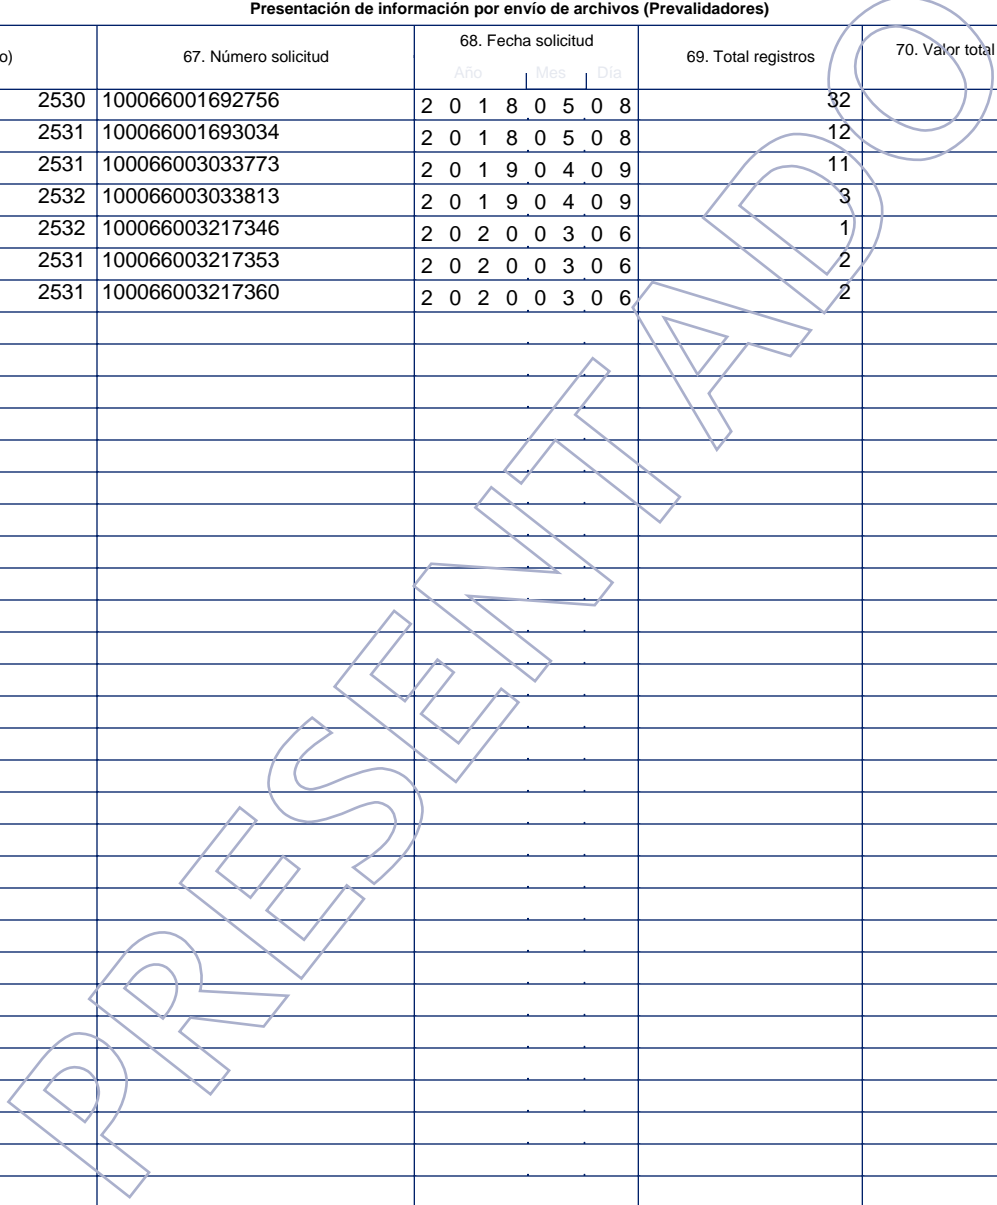 Presentación de información por envío de archivos (Prevalidadores)
o) 67. Número solicitud 68. Fecha solicitud 69. Total registros 70. Valor total
Año Mes Día
2530 100066001692756 2 0 1 8 0 5 0 8 32
2531 100066001693034 2 0 1 8 0 5 0 8 12
2531 100066003033773 2 0 1 9 0 4 0 9 11
2532 100066003033813 2 0 1 9 0 4 0 9 3
2532 100066003217346 2 0 2 0 0 3 0 6 1
2531 100066003217353 2 0 2 0 0 3 0 6 2
2531 100066003217360 2 0 2 0 0 3 0 6 2
PRESENTADO